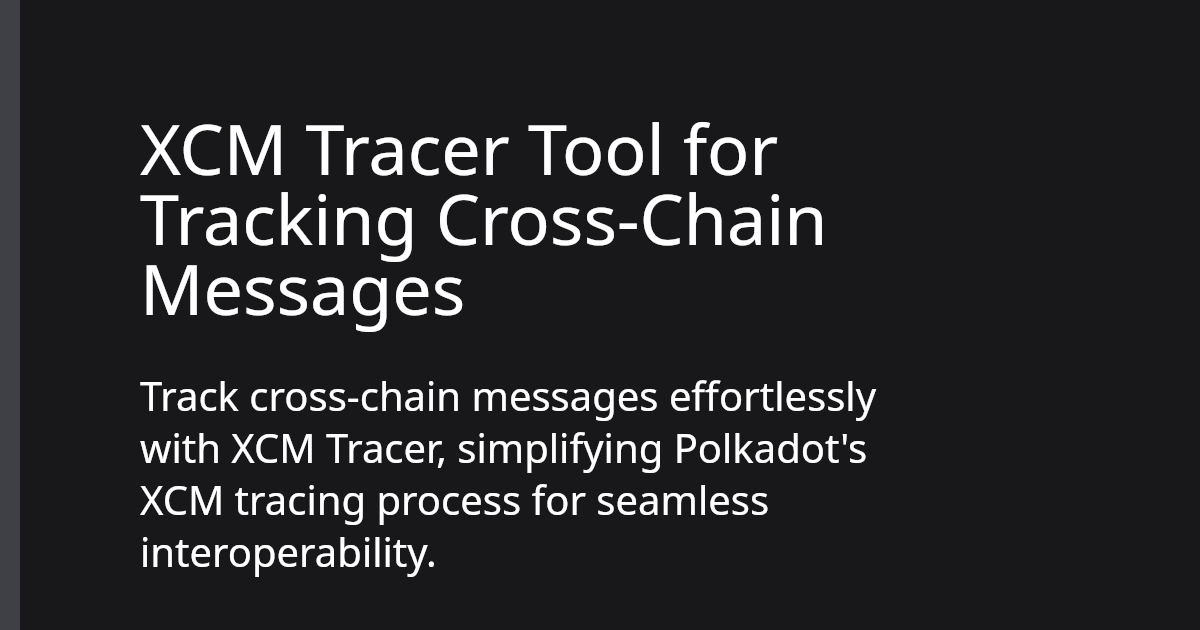 XCM Tracer Tool for
Tracking Cross-Chain
Messages
Track cross-chain messages effortlessly
with XCM Tracer, simplifying Polkadot's
XCM tracing process for seamless
interoperability.